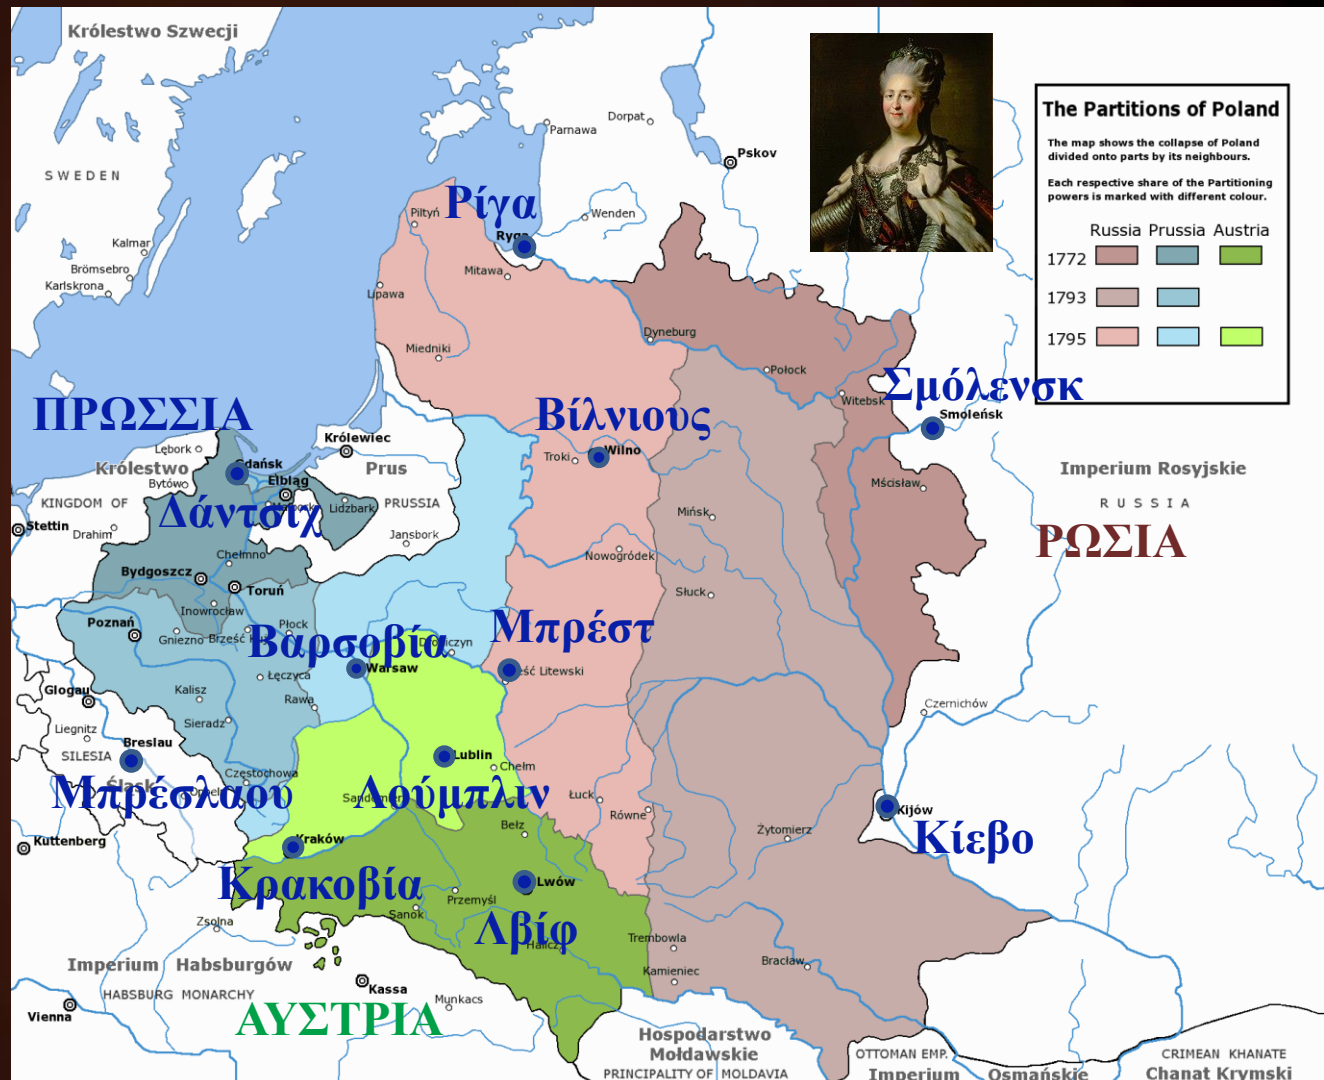 Królestwo Szwecji
SWEDEN
Kalmar
Brömsebro
Karlskrona
Parnawa
Dorpat
Pskov
The Partitions of Poland
The map shows the collapse of Poland
divided onto parts by its neighbours.
Each respective share of the Partitioning
powers is marked with different colour.
Russia Prussia Austria
1772
1793
1795
Piltyń
Ρίγα
Ryga
Wenden
Mitawa
Lipawa
Miedniki
Dyneburg
Połock
Witebsk
Σμόλενσκ
Smoleńsk
ΠΡΩΣΣΙΑ
Βίλνιους
Troki
Wilno
Królewiec
Lębork
Królestwo
Bytów
Gdańsk
Elbląg
Prus
Imperium Rosyjskie
KINGDOM OF
Δάντσιχ
Lidzbark
PRUSSIA
RUSSIA
Mścisław
Stettin
Drahim
Jansbork
Mińsk
ΡΩΣΙΑ
Chełmno
Nowogródek
Bydgoszcz
Toruń
Słuck
Inowrocław
Poznań
Gniezno
Płock
Βαρσοβία
Μπρέστ
Łęczyca
Warsaw
Litewski
Glogau
Kalisz
Rawa
Czernichów
Liegnitz
Sieradz
SILESIA
Breslau
Lublin
Chełm
Śląsk
Częstochowa
Μπρέσλαου
Λούμπλιν
Łuck
Równe
Kijów
Κίεβο
Kuttenberg
Kraków
Bełz
Żytomierz
Κρακοβία
Lwów
Przemyśl
Sanok
Λβίφ
Zsolna
Halicz
Trembowla
Imperium Habsburgów
Kamieniec
Bracław
HABSBURG MONARCHY
Kassa
Munkacs
Vienna
ΑΥΣΤΡΙΑ
Hospodarstwo
Mołdawskie
PRINCIPALITY OF MOLDAVIA
OTTOMAN EMP.
Imperium Osmańskie
CRIMEAN KHANATE
Chanat Krymski